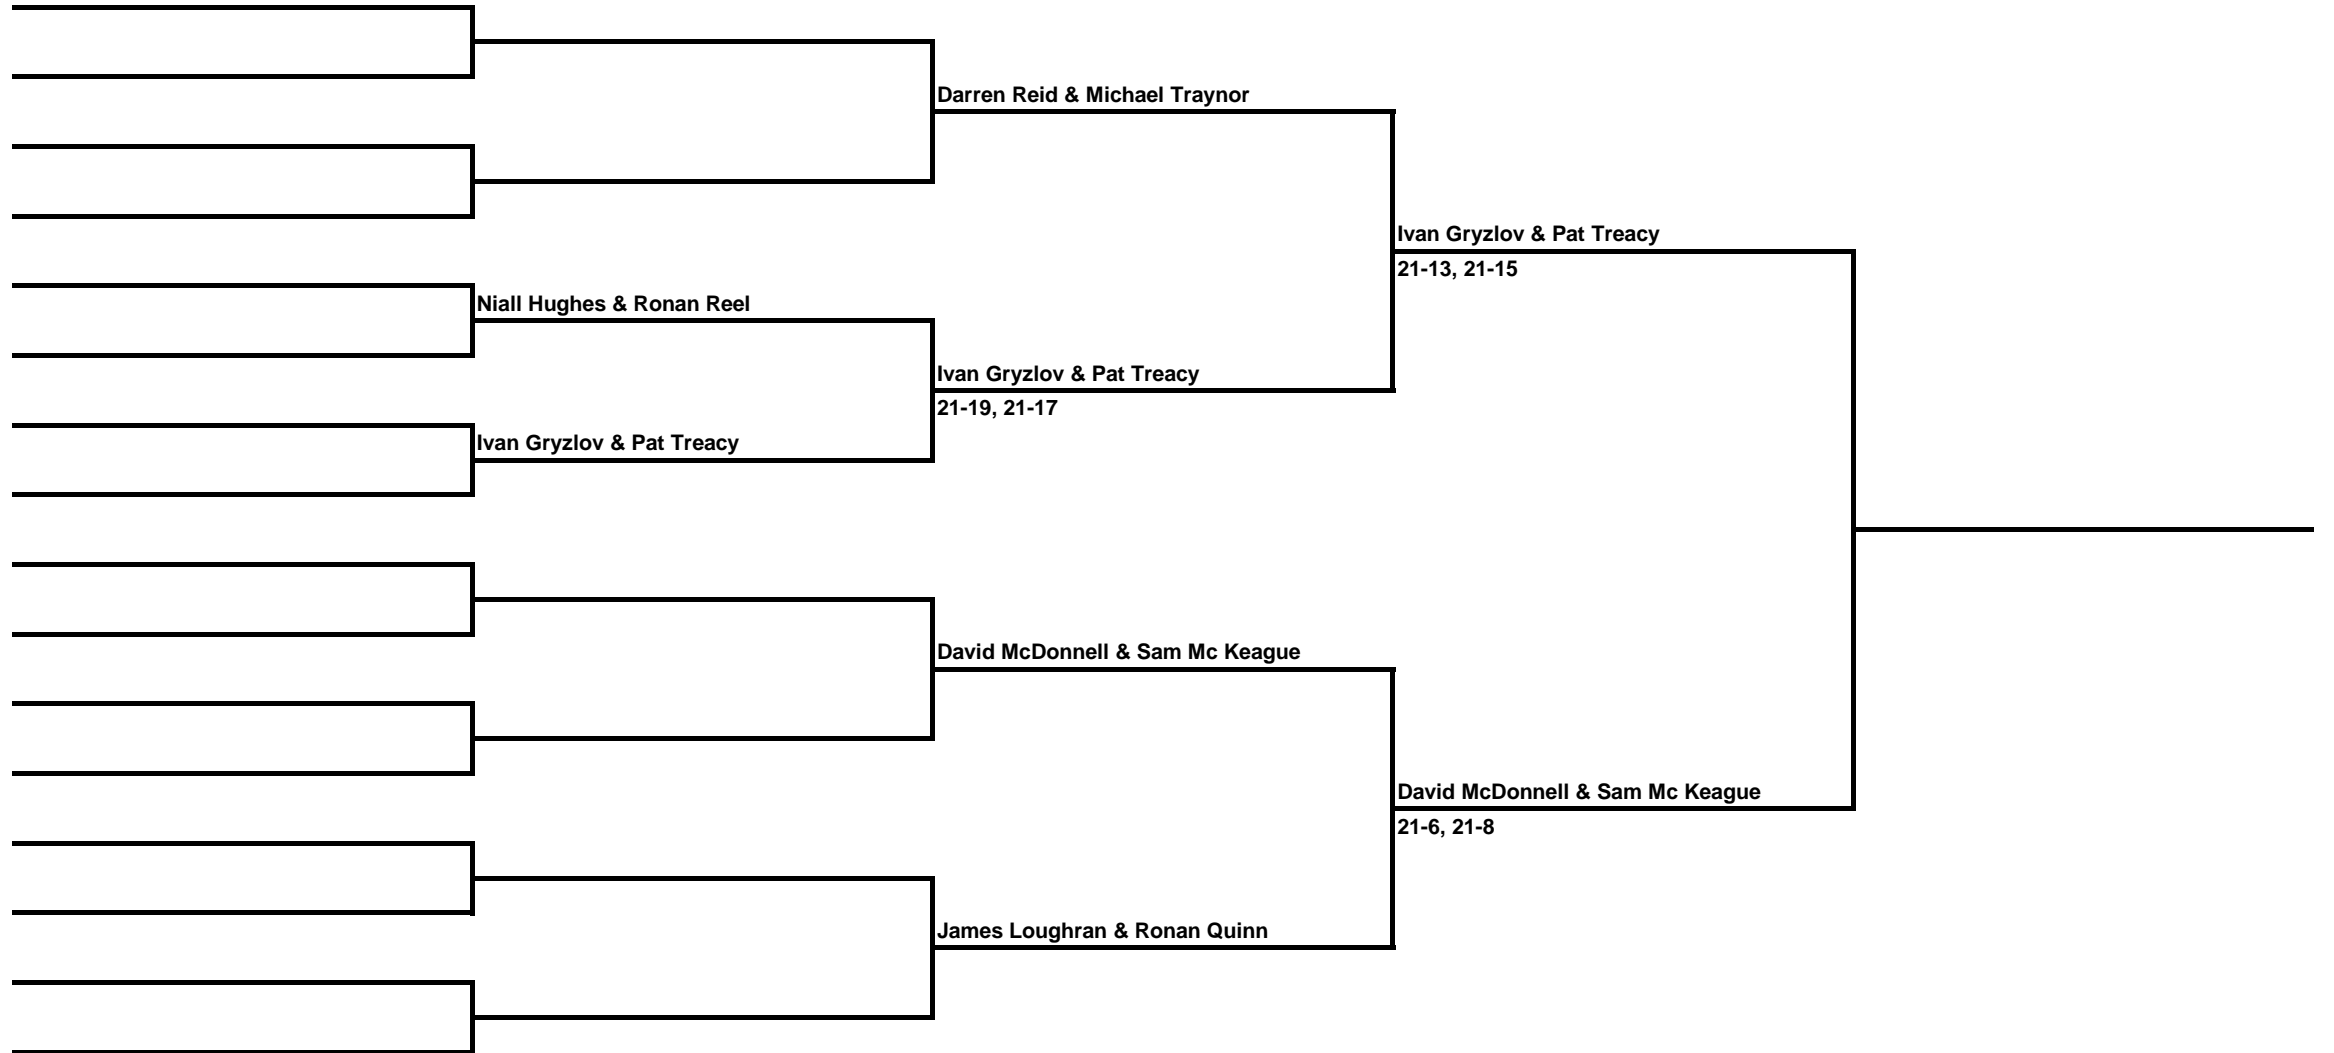 Darren Reid & Michael Traynor
Ivan Gryzlov & Pat Treacy
21-13, 21-15
Niall Hughes & Ronan Reel
Ivan Gryzlov & Pat Treacy
21-19, 21-17
Ivan Gryzlov & Pat Treacy
David McDonnell & Sam Mc Keague
David McDonnell & Sam Mc Keague
21-6, 21-8
James Loughran & Ronan Quinn